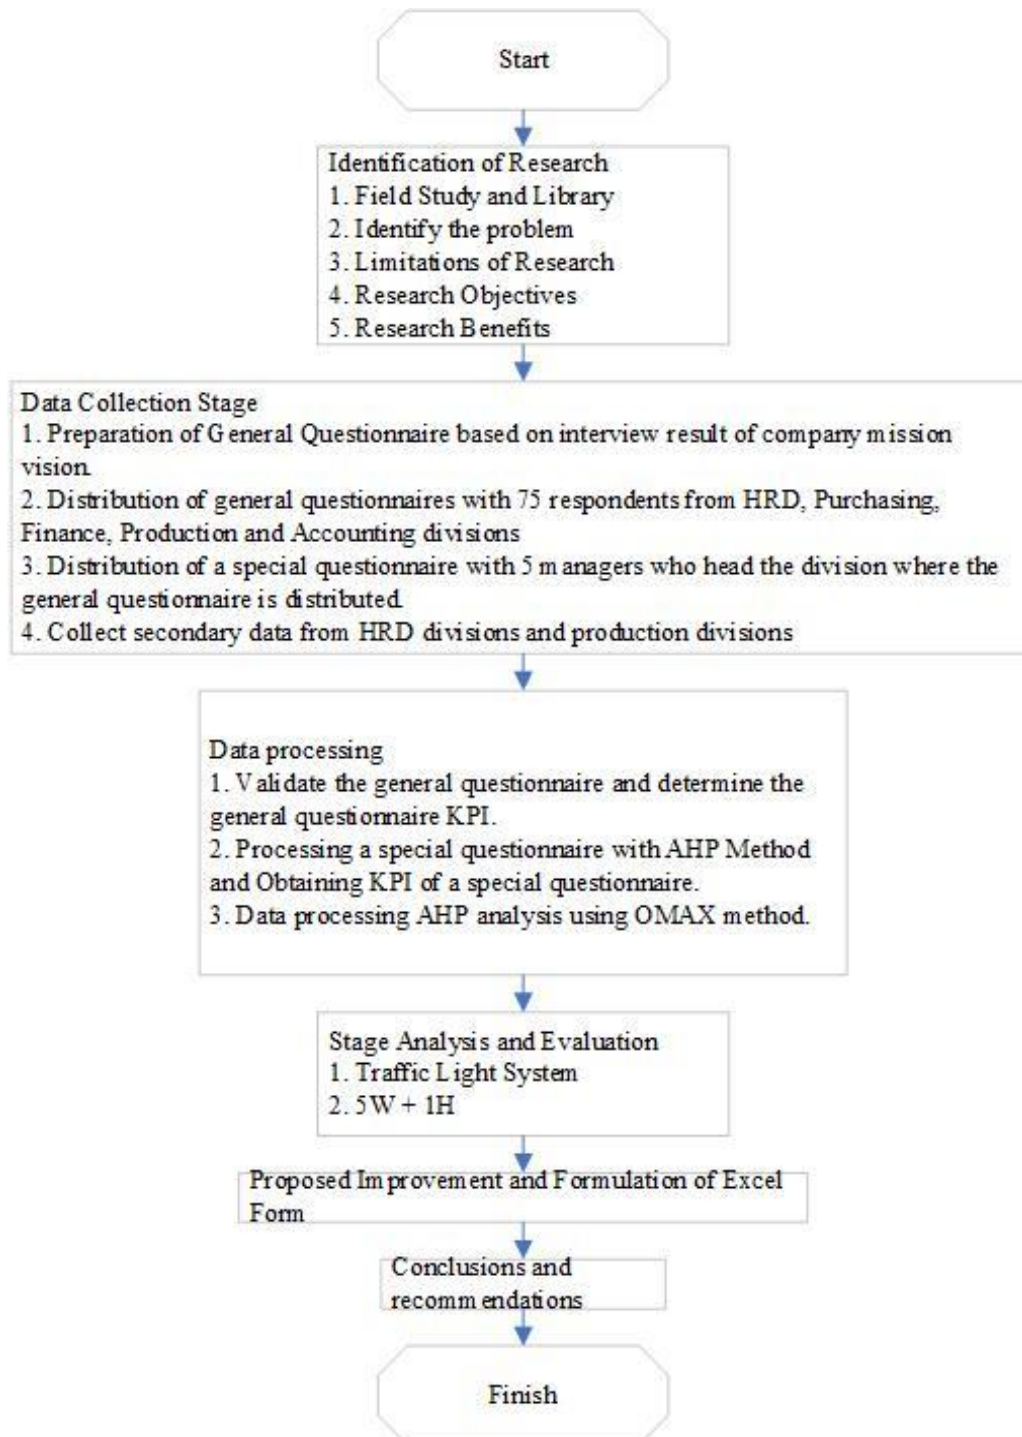 Start
Identification of Research
1. Field Study and Library
2. Identify the problem
3. Limitations of Research
4. Research Objectives
5. Research Benefits
Data Collection Stage
1. Preparation of General Questionnaire based on interview result of company mission
vision.
2. Distribution of general questionnaires with 75 respondents from HRD, Purchasing,
Finance, Production and Accounting divisions
3. Distribution of a special questionnaire with 5 managers who head the division where the
general questionnaire is distributed.
4. Collect secondary data from HRD divisions and production divisions
Data processing
1. Validate the general questionnaire and determine the
general questionnaire KPI.
2. Processing a special questionnaire with AHP Method
and Obtaining KPI of a special questionnaire.
3. Data processing AHP analysis using OMAX method.
Stage Analysis and Evaluation
1. Traffic Light System
2. 5W + 1H
Proposed Improvement and Formulation of Excel
Form
Conclusions and
recommendations
Finish